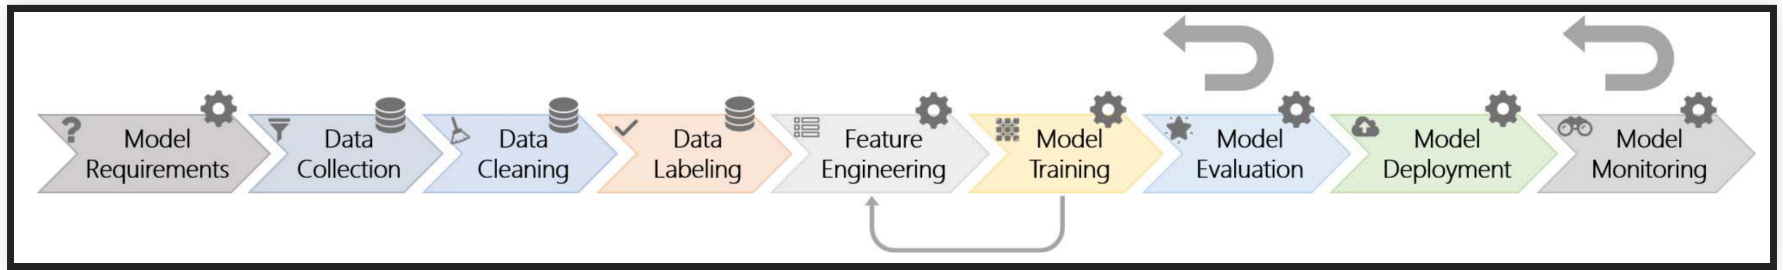 Model
Requirements
Data
Collection
Data
Cleaning
Data
Labeling
Feature
Engineering
Model
Training
Model
Evaluation
Model
Deployment
Model
Monitoring